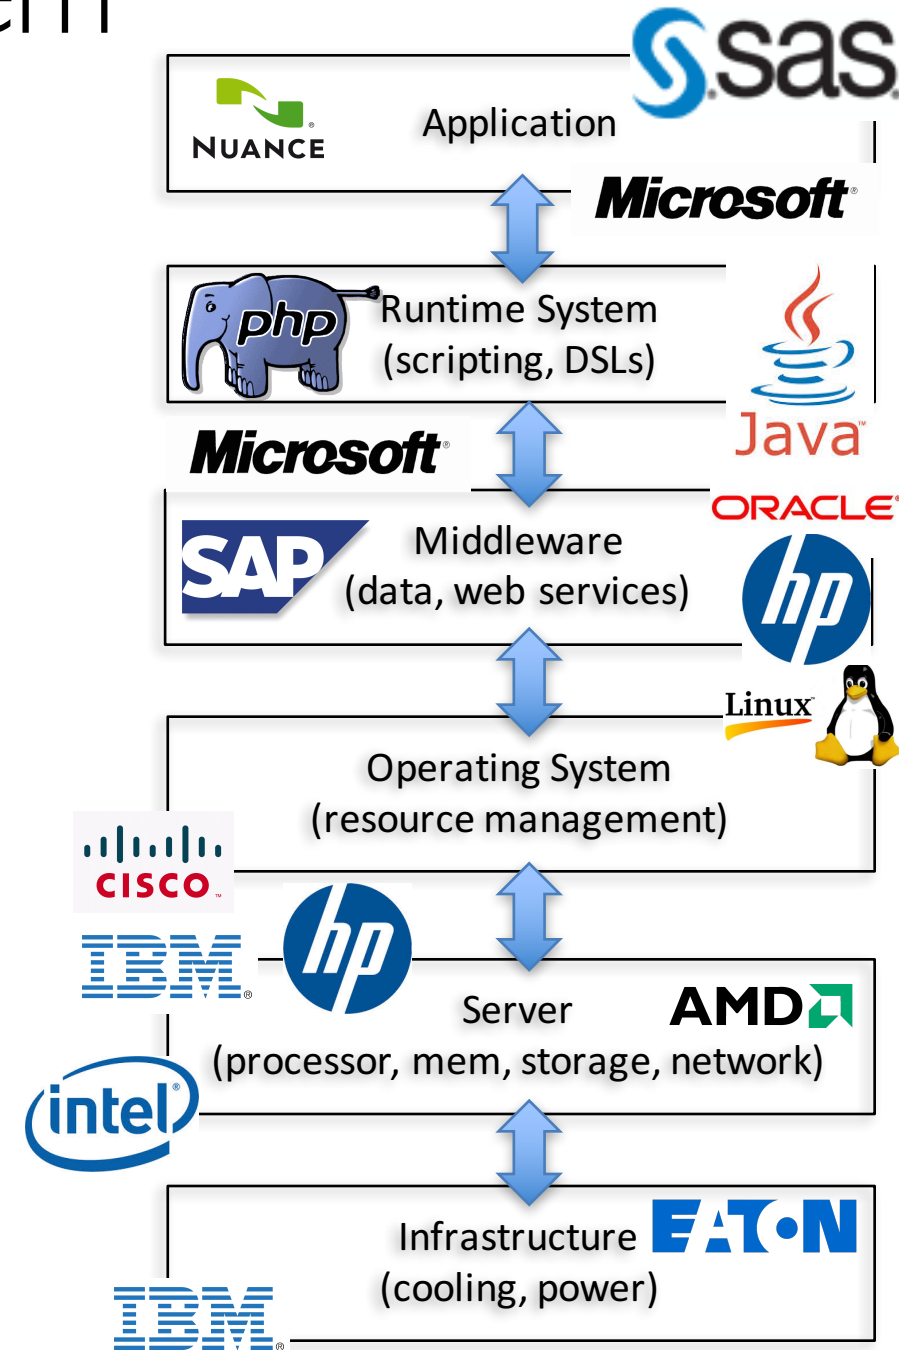 sas
NUANCE
Application
Microsoft
php
Runtime System
(scripting, DSLs)
Java
Microsoft
ORACLE
SAP
Middleware
(data, web services)
hp
Linux
Operating System
(resource management)
CISCO
hp
IBM
Server
AMD
(processor, mem, storage, network)
intel
Infrastructure
EATON
(cooling, power)
IBM